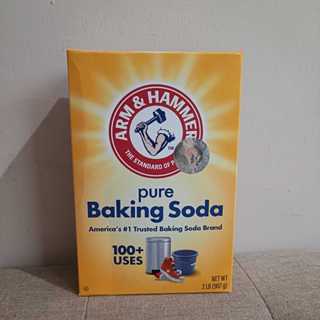 ARM & HAMMER
THE STANDARD OF P
TM
pure
Baking Soda
America's #1 Trusted Baking Soda Brand
100+
USES
NET WT
2 LB (907 g)